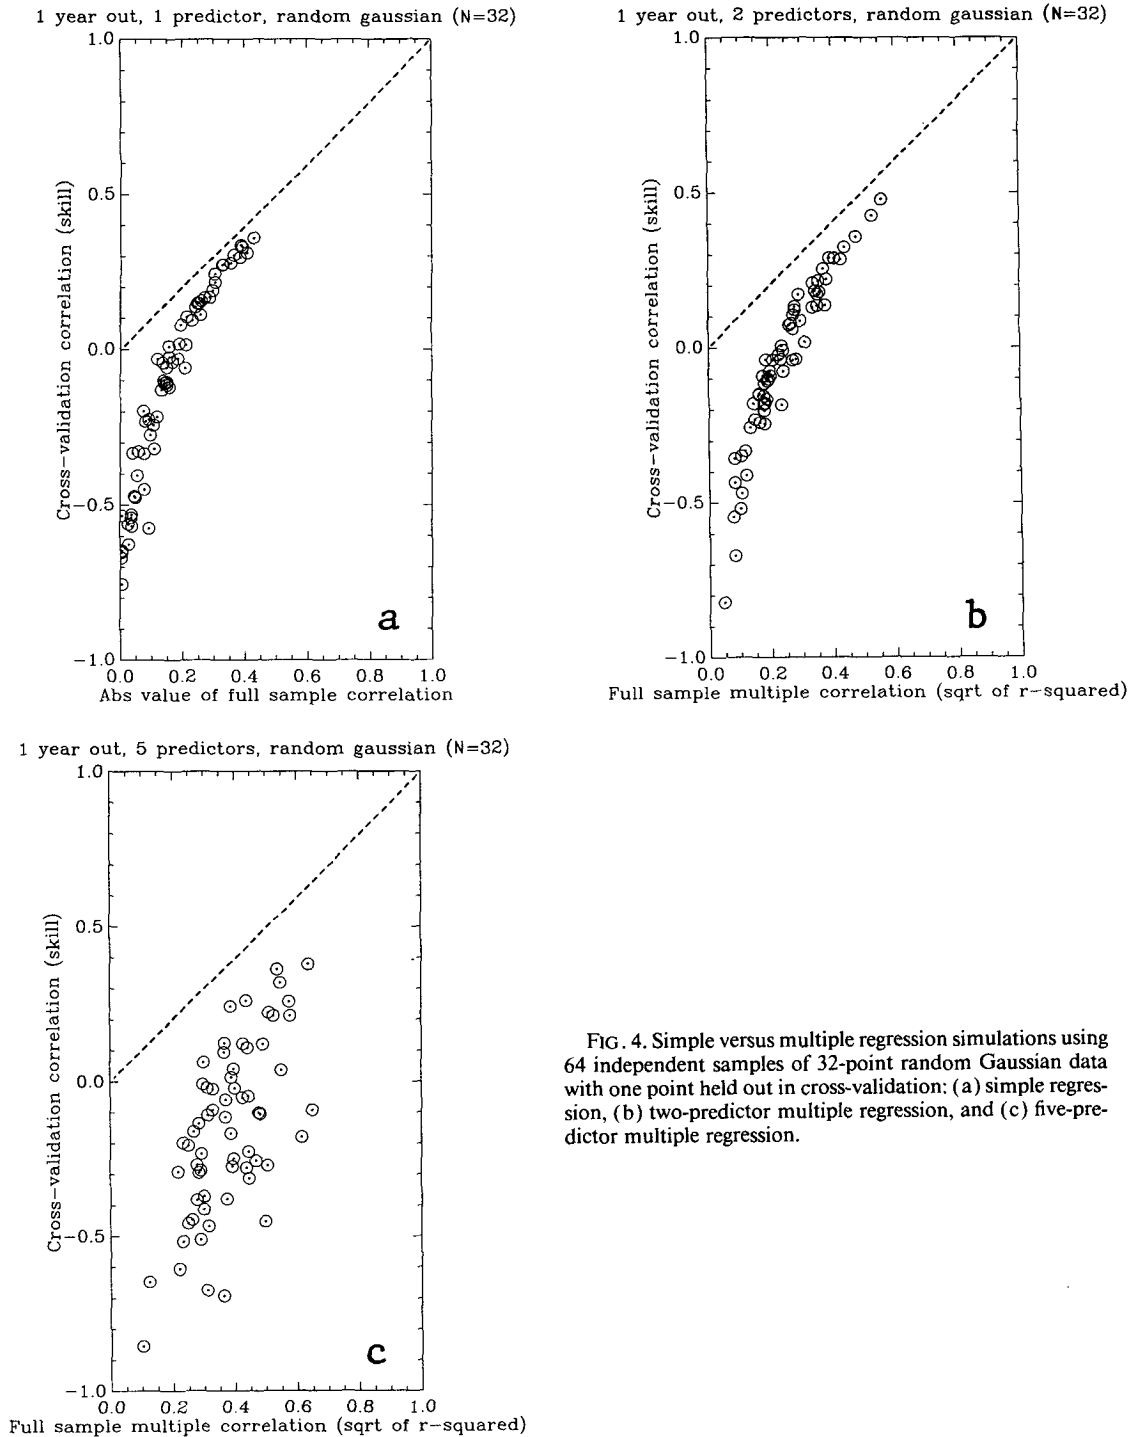 1 year out, 1 predictor, random gaussian (N=32)
1.0
0.5
0.0
−0.5
−1.0
Cross−validation correlation (skill)
a
0.0 0.2 0.4 0.6 0.8 1.0
Abs value of full sample correlation
1 year out, 2 predictors, random gaussian (N=32)
1.0
0.5
0.0
−0.5
−1.0
Cross−validation correlation (skill)
b
0.0 0.2 0.4 0.6 0.8 1.0
Full sample multiple correlation (sqrt of r−squared)
1 year out, 5 predictors, random gaussian (N=32)
1.0
0.5
0.0
−0.5
−1.0
Cross−validation correlation (skill)
c
0.0 0.2 0.4 0.6 0.8 1.0
Full sample multiple correlation (sqrt of r−squared)
FIG. 4. Simple versus multiple regression simulations using
64 independent samples of 32-point random Gaussian data
with one point held out in cross-validation: (a) simple regres-
sion, (b) two-predictor multiple regression, and (c) five-pre-
dictor multiple regression.